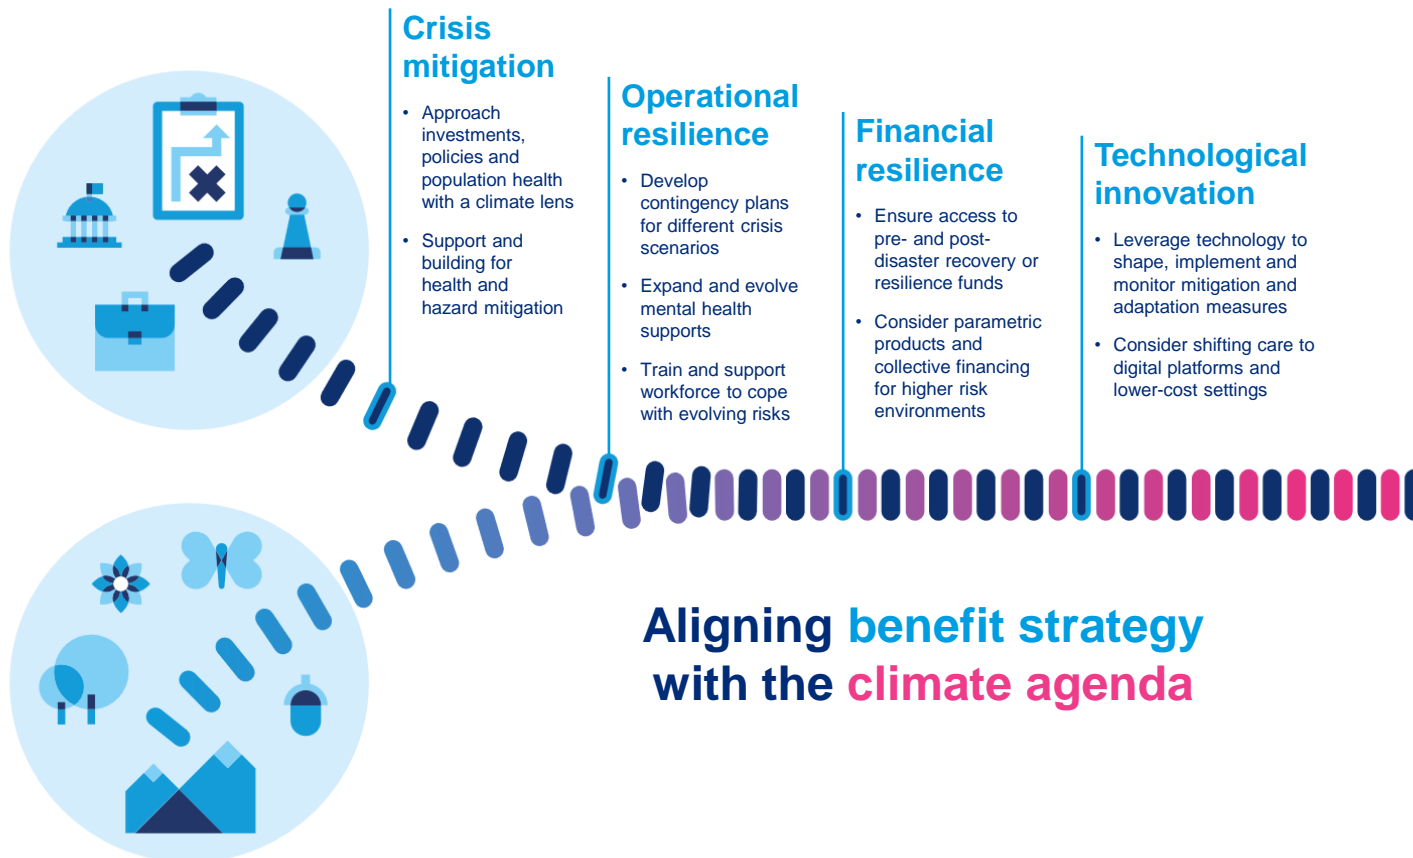 Crisis
mitigation
• Approach
investments,
policies and
population health
with a climate lens
• Support and
building for
health and
hazard mitigation
Operational
resilience
• Develop
contingency plans
for different crisis
scenarios
• Expand and evolve
mental health
supports
• Train and support
workforce to cope
with evolving risks
Financial
resilience
• Ensure access to
pre- and post-
disaster recovery or
resilience funds
• Consider parametric
products and
collective financing
for higher risk
environments
Technological
innovation
• Leverage technology to
shape, implement and
monitor mitigation and
adaptation measures
• Consider shifting care to
digital platforms and
lower-cost settings
Aligning benefit strategy
with the climate agenda